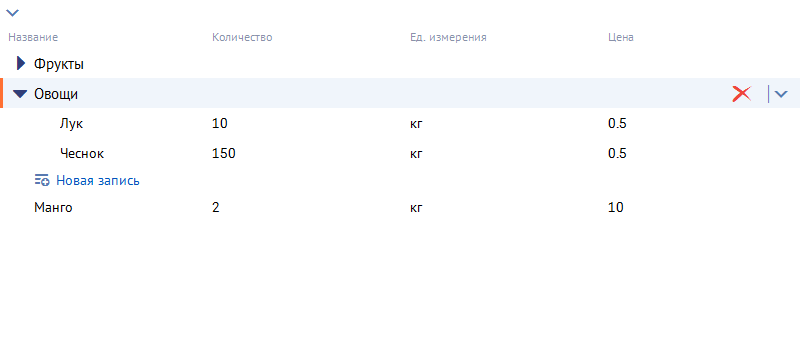 Название Количество Ед. измерения Цена
Фрукты
Овощи
Лук 10 кг 0.5
Чеснок 150 кг 0.5
Новая запись
Манго 2 кг 10